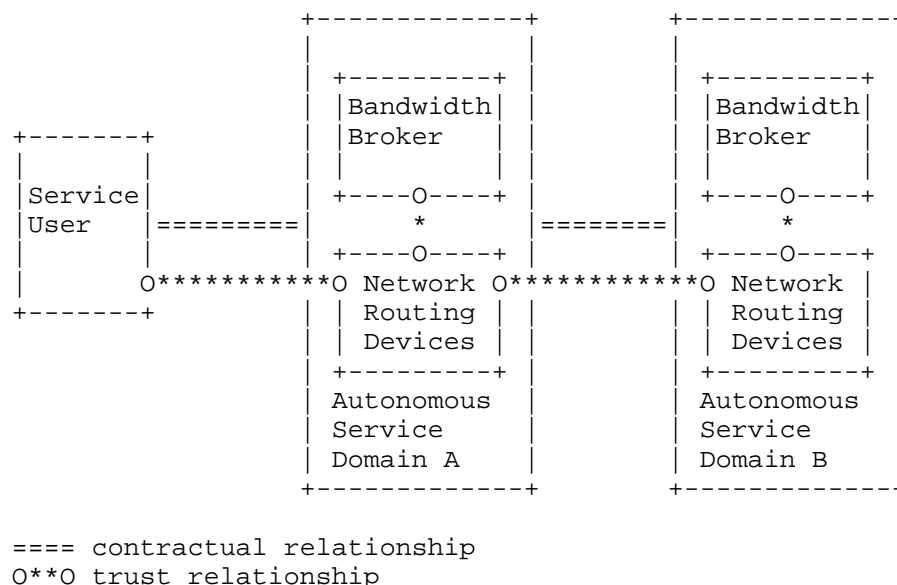 Bandwidth Bandwidth
Broker Broker
Service
User
Network Network
Routing Routing
Devices Devices
Autonomous Autonomous
Service Service
Domain A Domain B
==== contractual relationship
O**O trust relationship